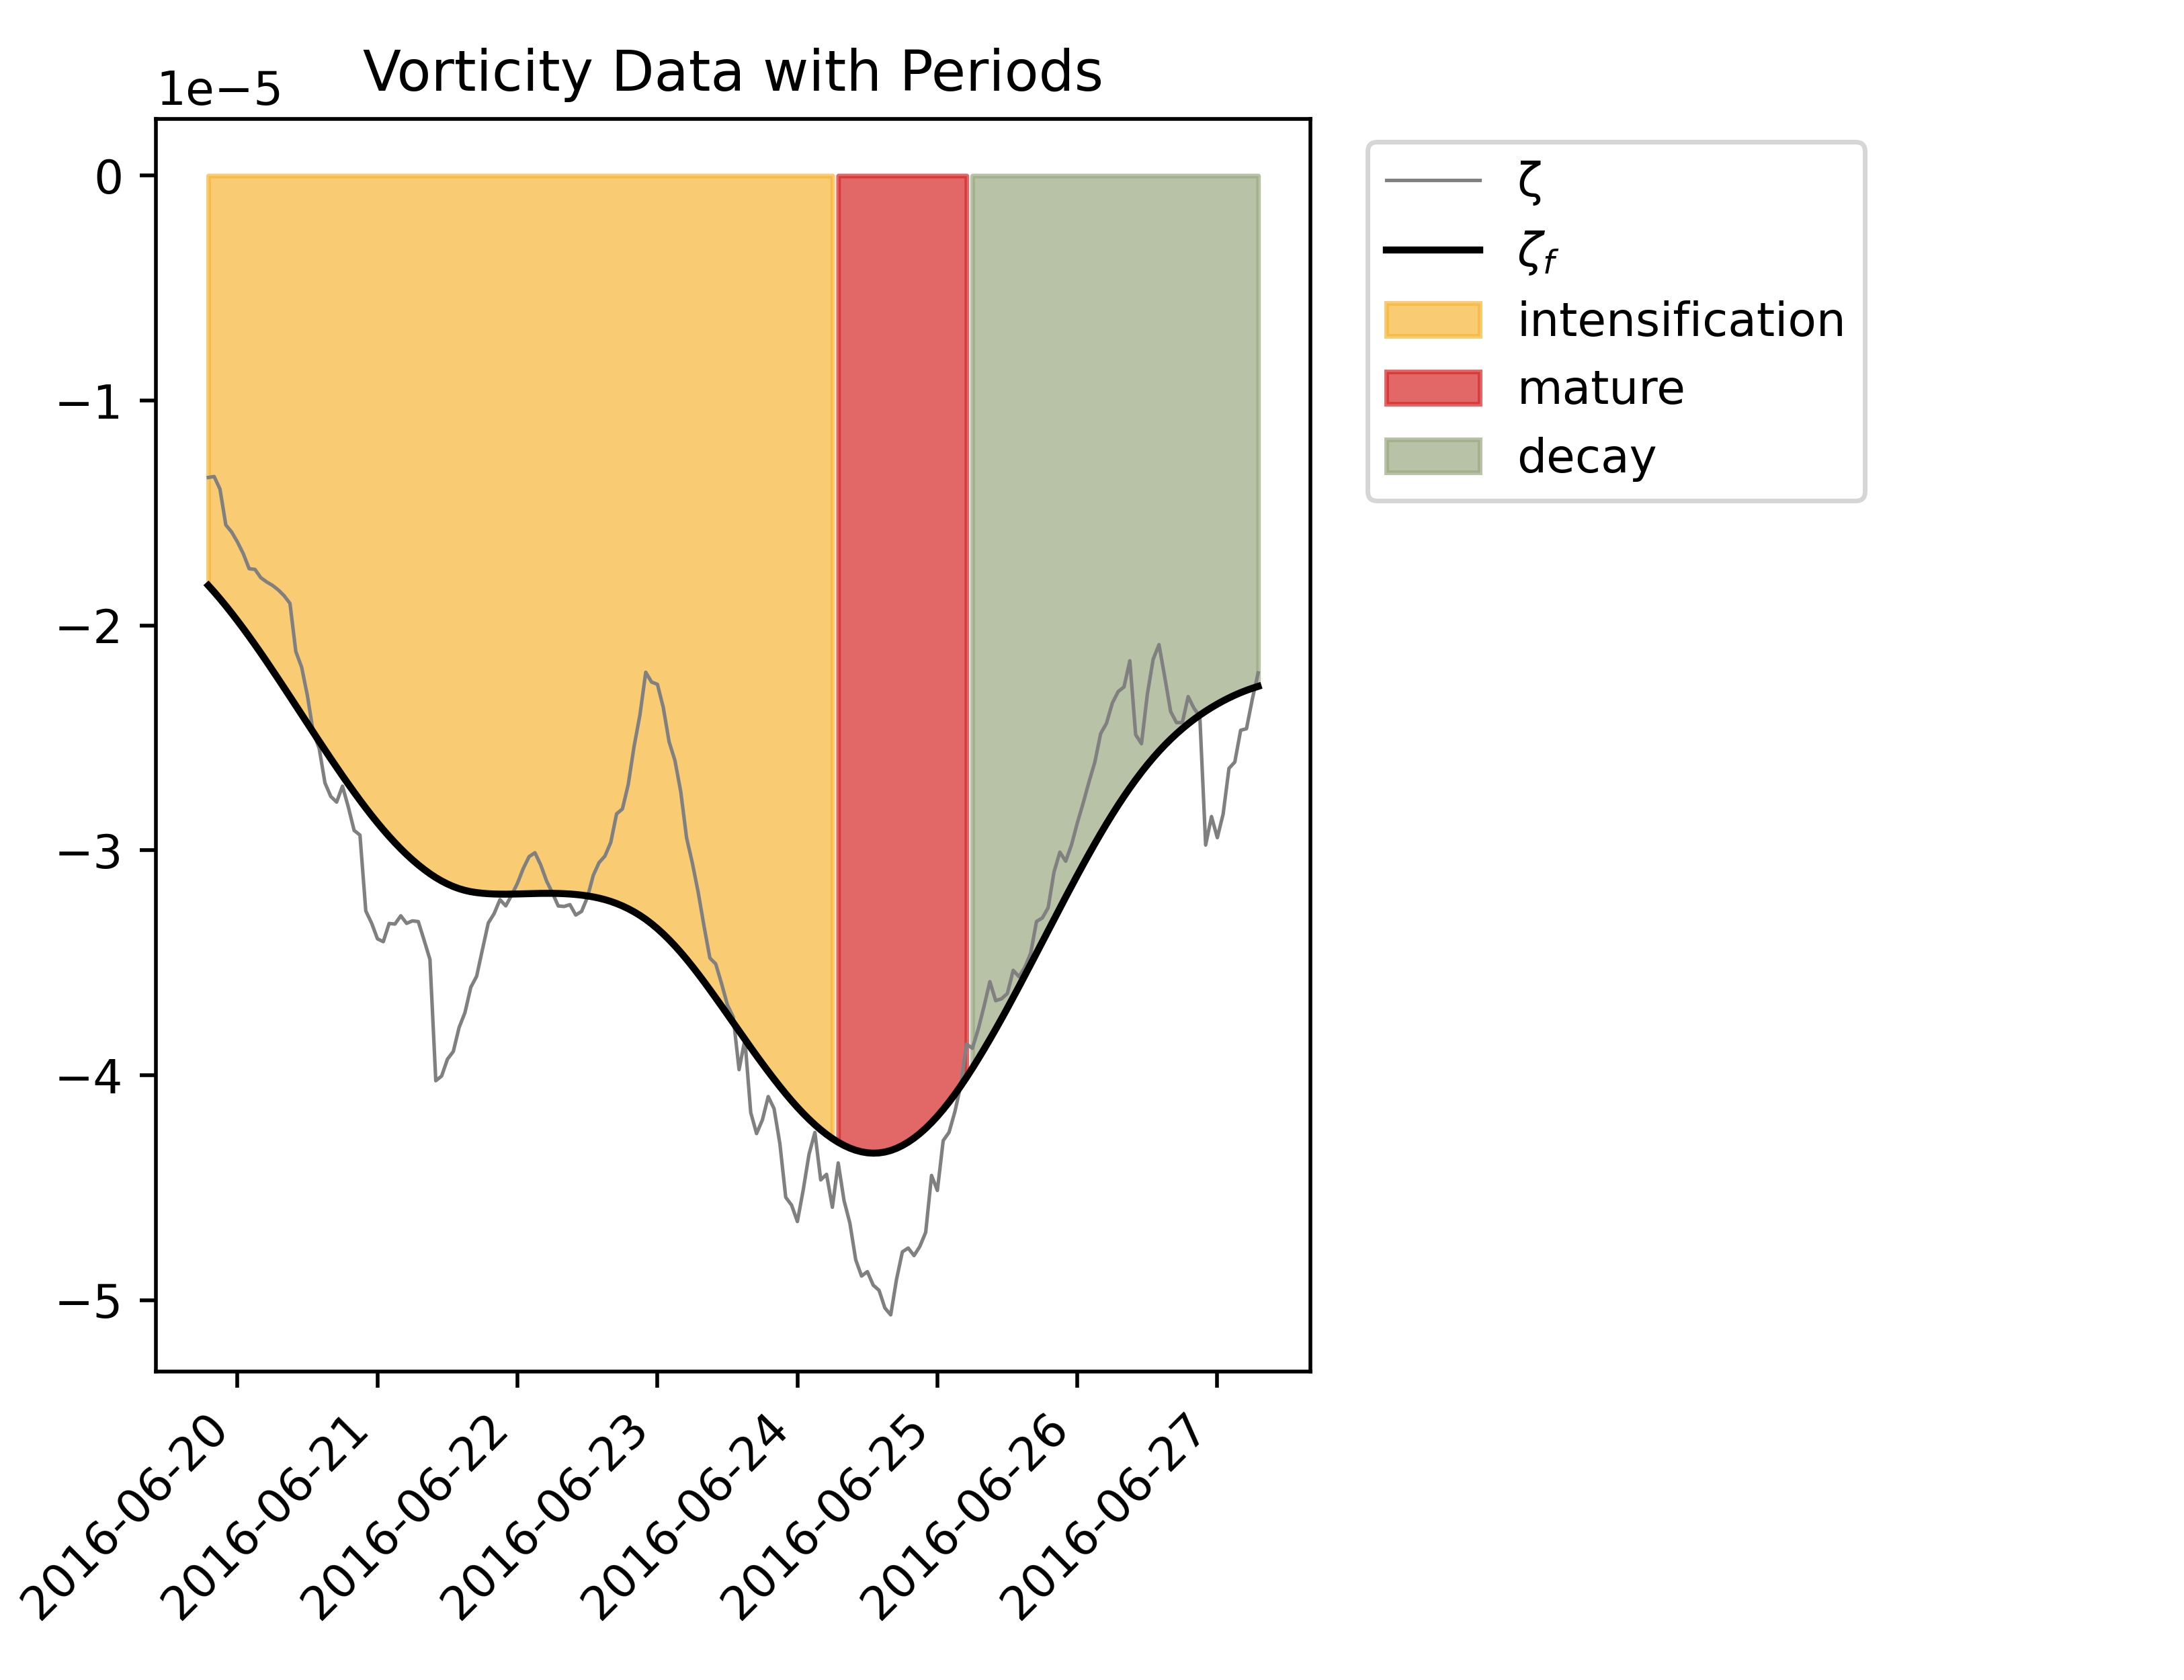 Vorticity Data with Periods
1e−5
0
−1
−2
−3
−4
−5
2016-06-20
2016-06-21
2016-06-22
2016-06-23
2016-06-24
2016-06-25
2016-06-26
2016-06-27
ζ
ζf
intensification
mature
decay